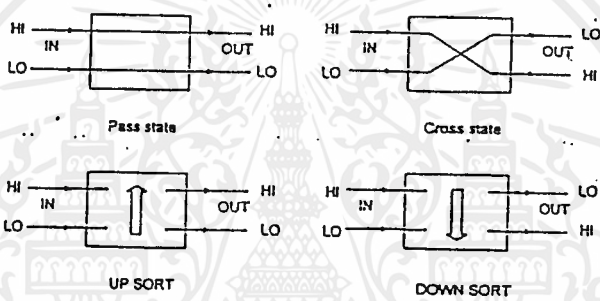 HI IN HI OUT
LO LO
Pass state
HI IN LO OUT
LO HI
Cross state
HI IN HI OUT
LO LO
UP SORT
HI IN LO OUT
LO HI
DOWN SORT